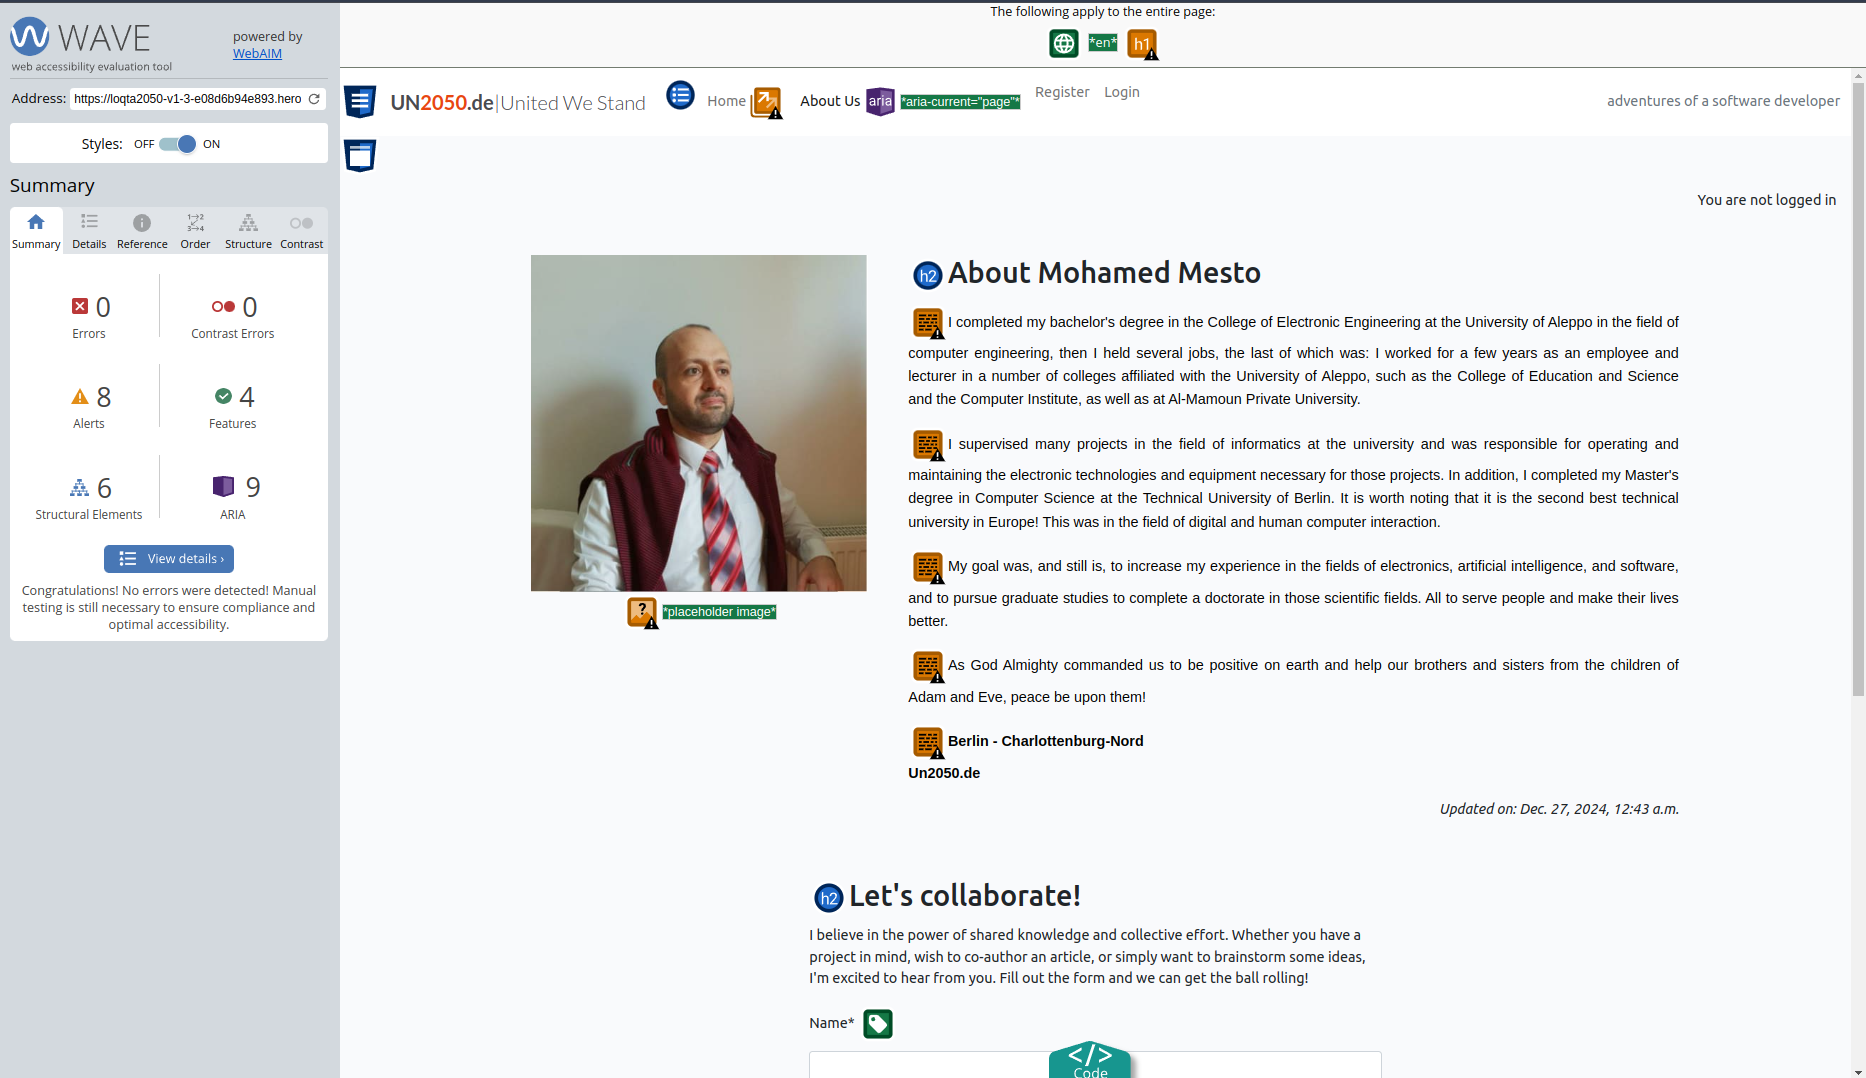 WAVE
web accessibility evaluation tool
powered by
WebAIM
Address: https://loqta2050-v1-3-e08d6b94e893.hero
Styles: OFF ON
Summary
Summary Details Reference Order Structure Contrast
0 0
Errors Contrast Errors
8 4
Alerts Features
6 9
Structural Elements ARIA
View details ›
Congratulations! No errors were detected! Manual
testing is still necessary to ensure compliance and
optimal accessibility.
The following apply to the entire page:
*en* h1
UN2050.de|United We Stand Home About Us aria *aria-current="page"* Register Login adventures of a software developer
You are not logged in
*placeholder image*
h2 About Mohamed Mesto
I completed my bachelor's degree in the College of Electronic Engineering at the University of Aleppo in the field of
computer engineering, then I held several jobs, the last of which was: I worked for a few years as an employee and
lecturer in a number of colleges affiliated with the University of Aleppo, such as the College of Education and Science
and the Computer Institute, as well as at Al-Mamoun Private University.
I supervised many projects in the field of informatics at the university and was responsible for operating and
maintaining the electronic technologies and equipment necessary for those projects. In addition, I completed my Master's
degree in Computer Science at the Technical University of Berlin. It is worth noting that it is the second best technical
university in Europe! This was in the field of digital and human computer interaction.
My goal was, and still is, to increase my experience in the fields of electronics, artificial intelligence, and software,
and to pursue graduate studies to complete a doctorate in those scientific fields. All to serve people and make their lives
better.
As God Almighty commanded us to be positive on earth and help our brothers and sisters from the children of
Adam and Eve, peace be upon them!
Berlin - Charlottenburg-Nord
Un2050.de
Updated on: Dec. 27, 2024, 12:43 a.m.
h2 Let's collaborate!
I believe in the power of shared knowledge and collective effort. Whether you have a
project in mind, wish to co-author an article, or simply want to brainstorm some ideas,
I'm excited to hear from you. Fill out the form and we can get the ball rolling!
Name*
</>
Code